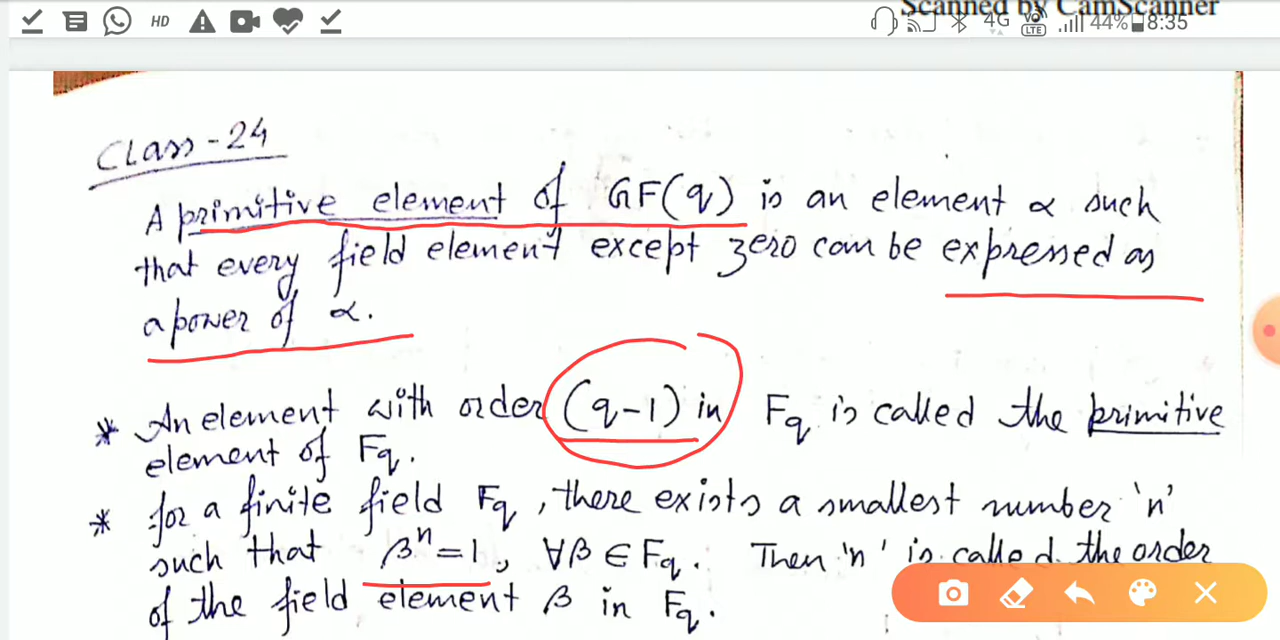 Scanned by CamScanner
HD 4G VoLTE 44% 8:35
Class-24
A primitive element of GF(q) is an element α such
that every field element except zero can be expressed as
a power of α.
* An element with order (q-1) in Fq is called the primitive
element of Fq.
* for a finite field Fq, there exists a smallest number 'n'
such that βⁿ=1, ∀β ∈ Fq. Then 'n' is called the order
of the field element β in Fq.